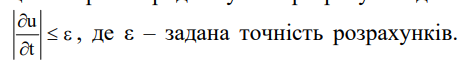 |∂u/∂t| ≤ ε, де ε – задана точність розрахунків.